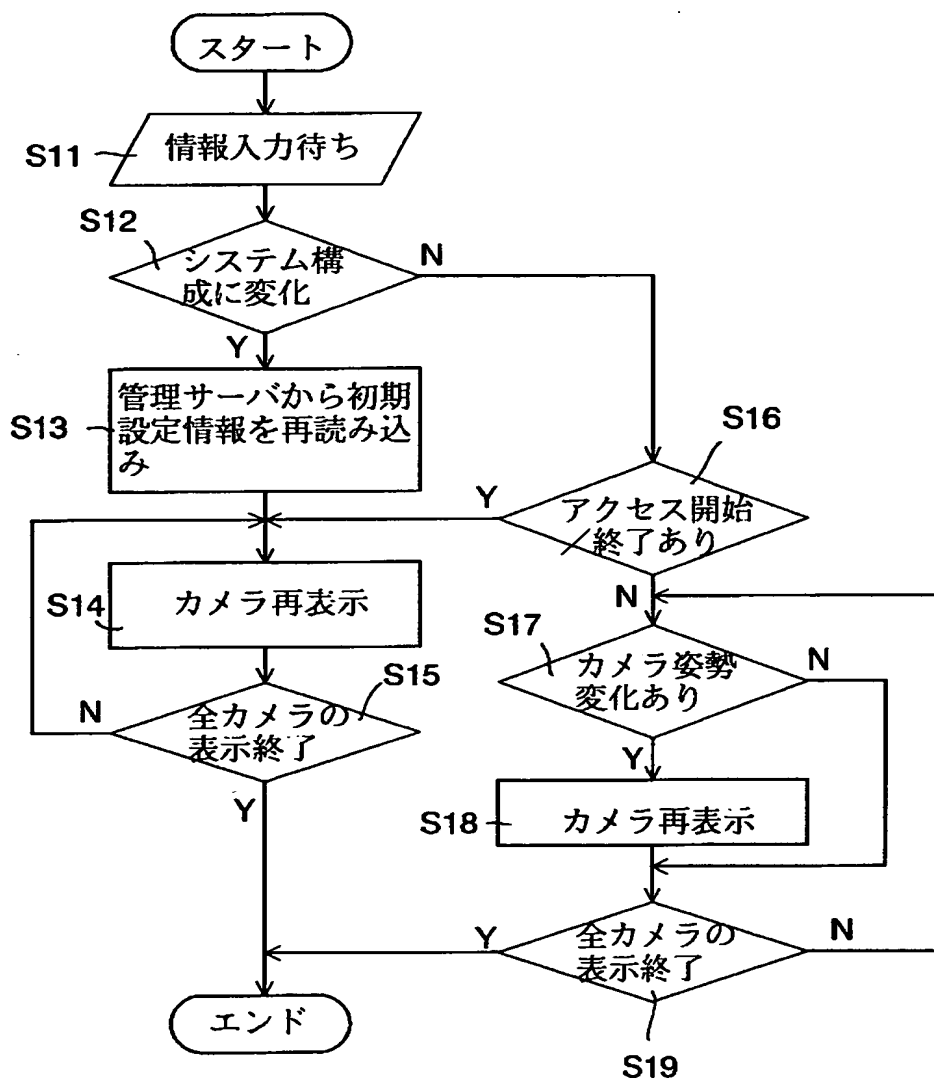 スタート
S11
情報入力待ち
S12
システム構
成に変化
N
Y
S13
管理サーバから初期
設定情報を再読み込
み
S16
Y
アクセス開始
／終了あり
N
S14
カメラ再表示
S17
カメラ姿勢
変化あり
N
S15
N
全カメラの
表示終了
Y
Y
S18
カメラ再表示
Y
全カメラの
表示終了
N
エンド
S19